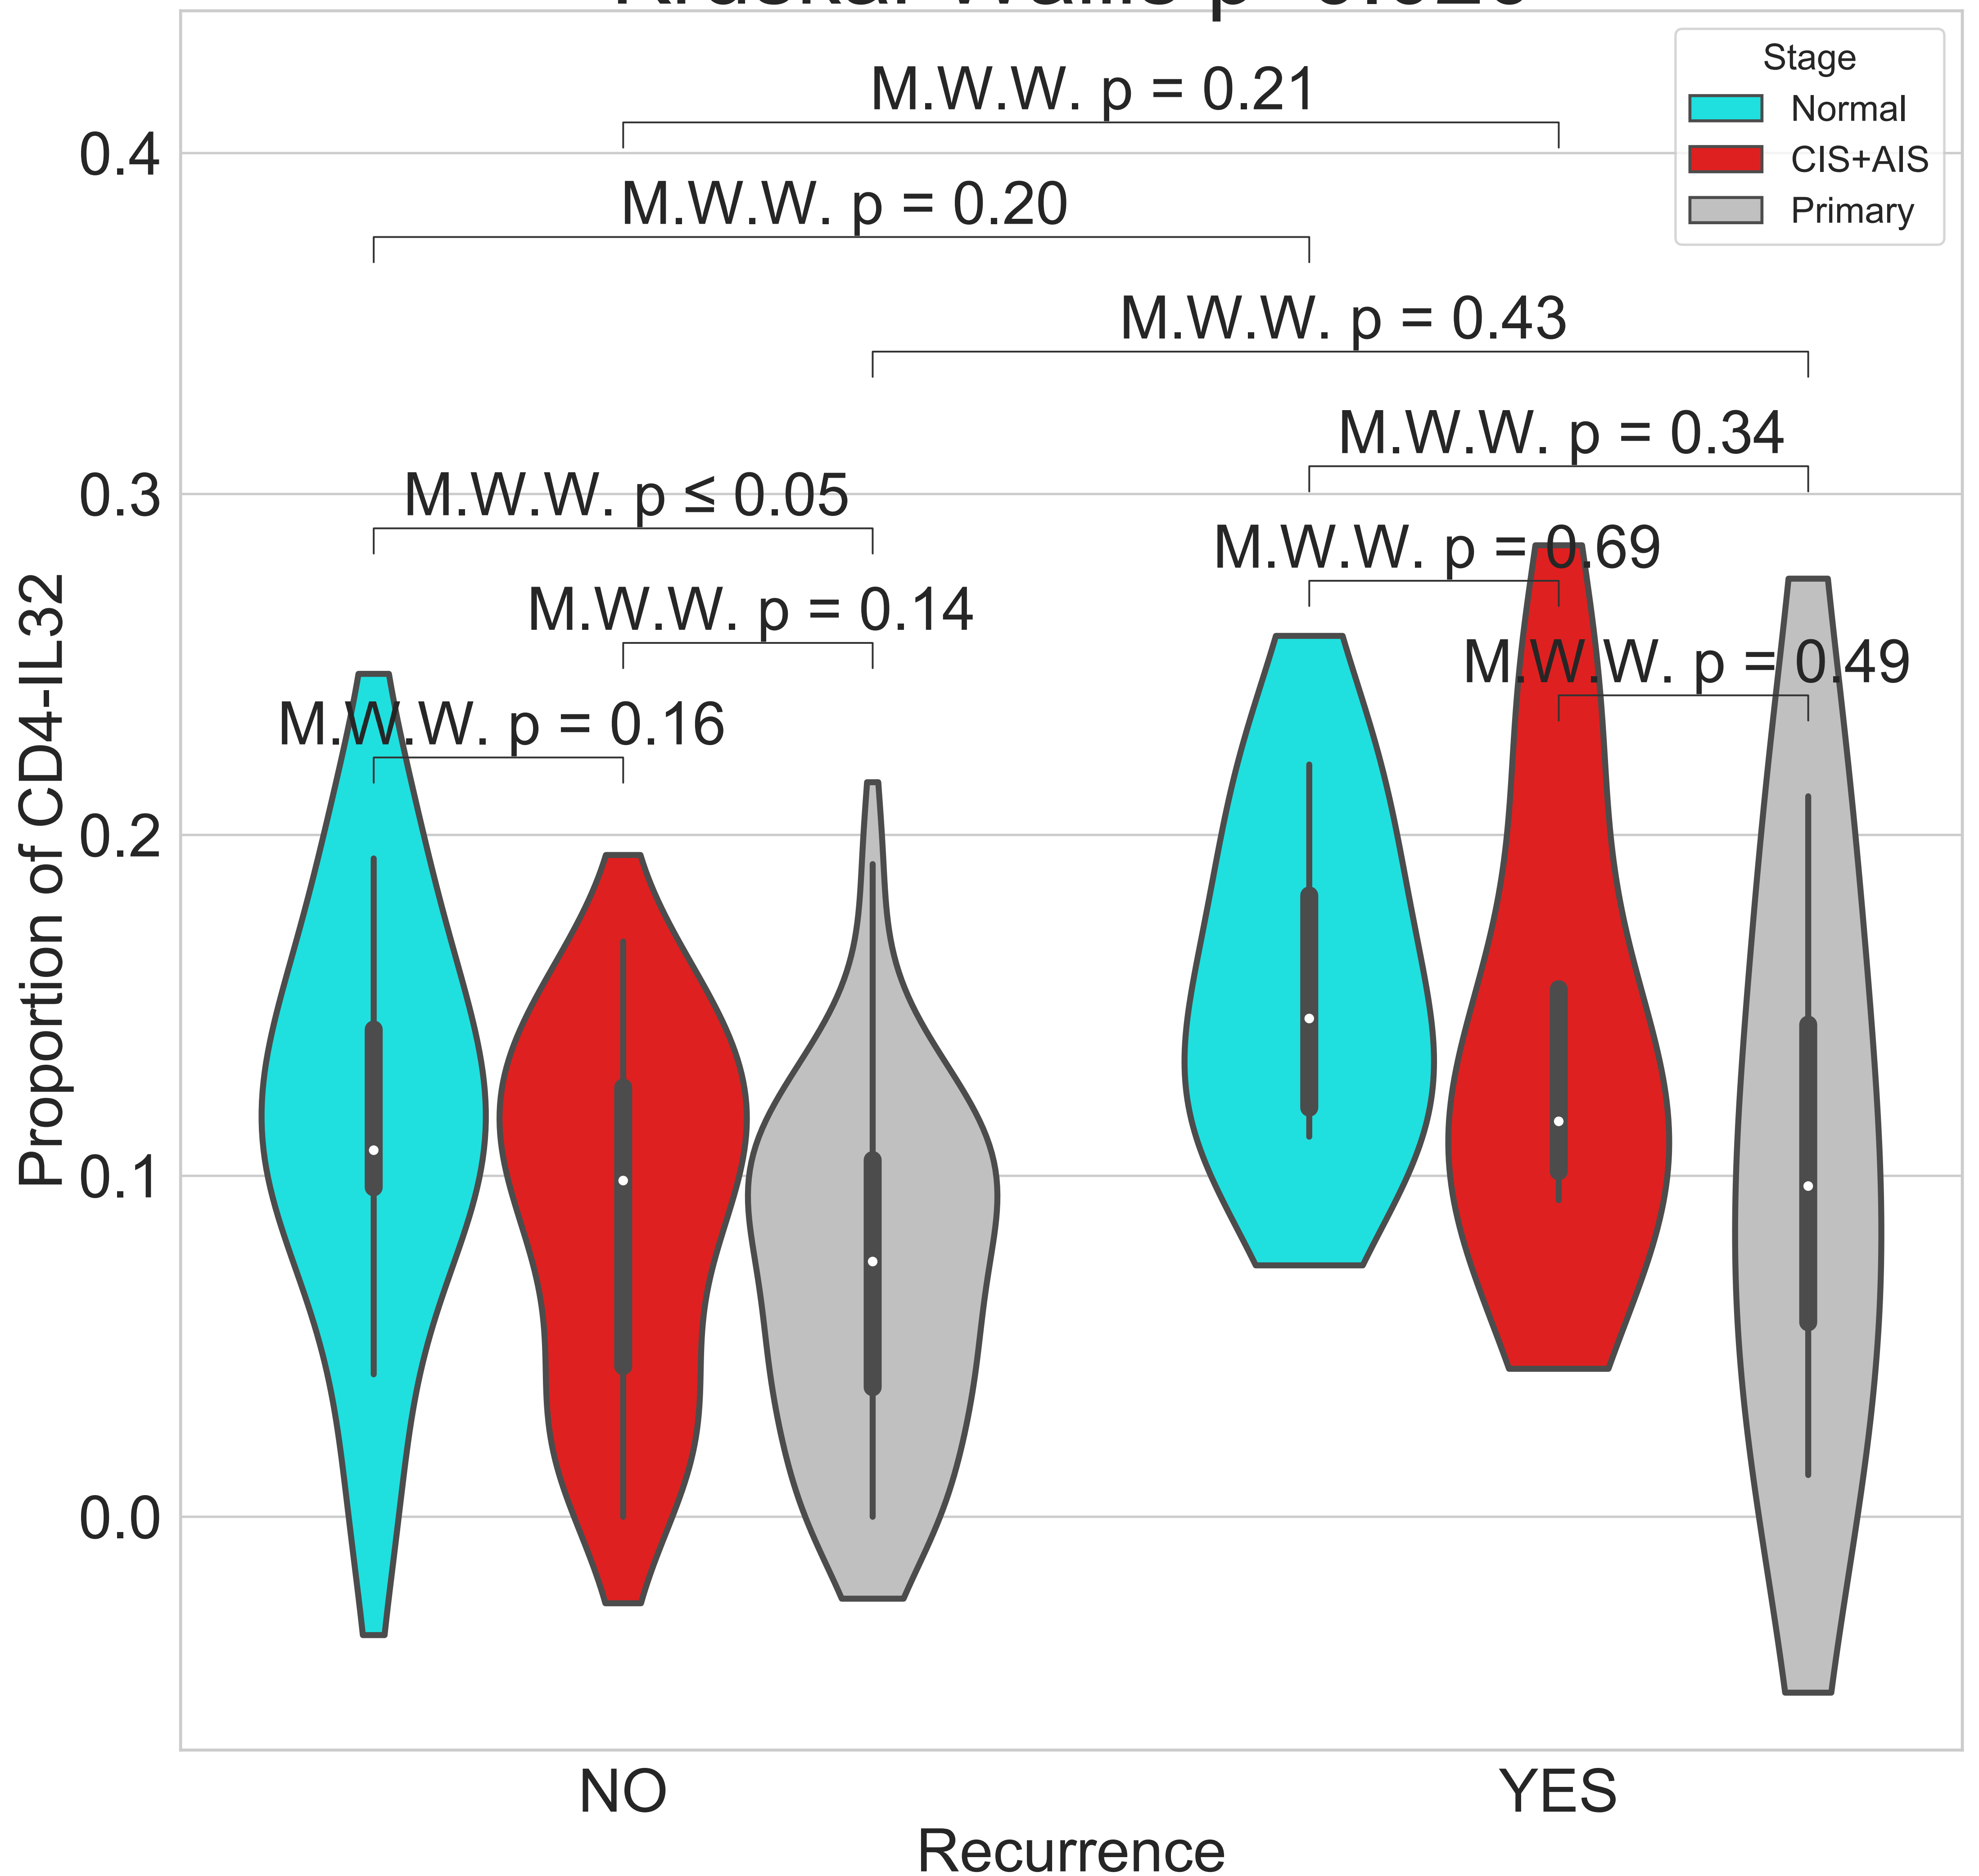 M.W.W. p = 0.21
M.W.W. p = 0.20
M.W.W. p = 0.43
M.W.W. p = 0.34
M.W.W. p ≤ 0.05
M.W.W. p = 0.69
M.W.W. p = 0.14
M.W.W. p = 0.49
M.W.W. p = 0.16
Stage
Normal
CIS+AIS
Primary
0.4
0.3
0.2
0.1
0.0
Proportion of CD4-IL32
NO
YES
Recurrence